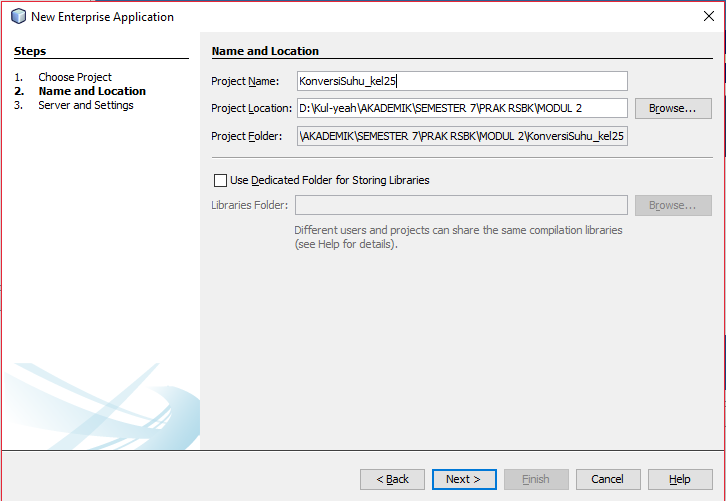 New Enterprise Application
Steps
1. Choose Project
2. Name and Location
3. Server and Settings
Name and Location
Project Name: KonversiSuhu_kel25
Project Location: D:\Kul-yeah\AKADEMIK\SEMESTER 7\PRAK RSBK\MODUL 2 Browse...
Project Folder: \AKADEMIK\SEMESTER 7\PRAK RSBK\MODUL 2\KonversiSuhu_kel25
Use Dedicated Folder for Storing Libraries
Libraries Folder: Browse...
Different users and projects can share the same compilation libraries
(see Help for details).
< Back Next > Finish Cancel Help